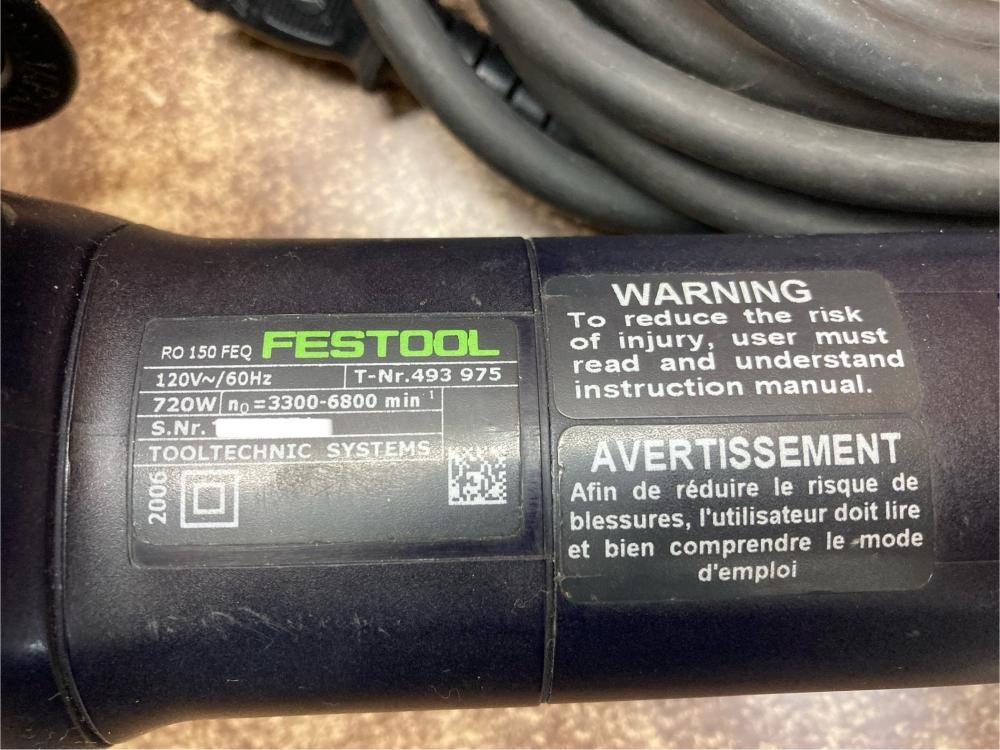 RO 150 FEQ FESTOOL
120V~/60Hz T-Nr.493 975
720W n₀=3300-6800 min⁻¹
S.Nr.
TOOLTECHNIC SYSTEMS
2006
WARNING
To reduce the risk
of injury, user must
read and understand
instruction manual.
AVERTISSEMENT
Afin de réduire le risque de
blessures, l'utilisateur doit lire
et bien comprendre le mode
d'emploi